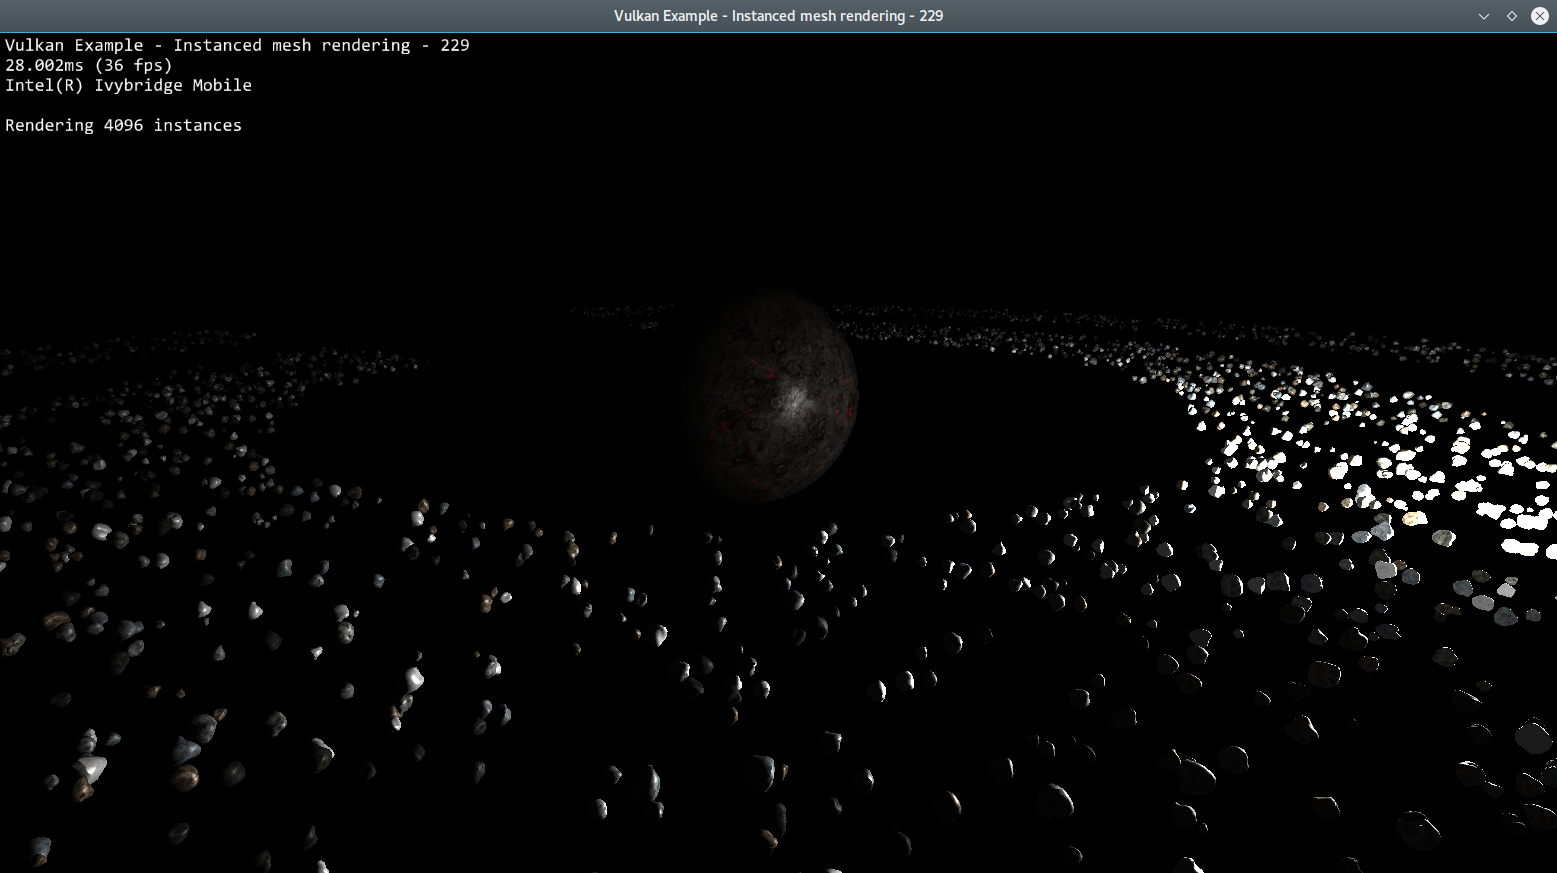 Vulkan Example - Instanced mesh rendering - 229
Vulkan Example - Instanced mesh rendering - 229
28.002ms (36 fps)
Intel(R) Ivybridge Mobile
Rendering 4096 instances